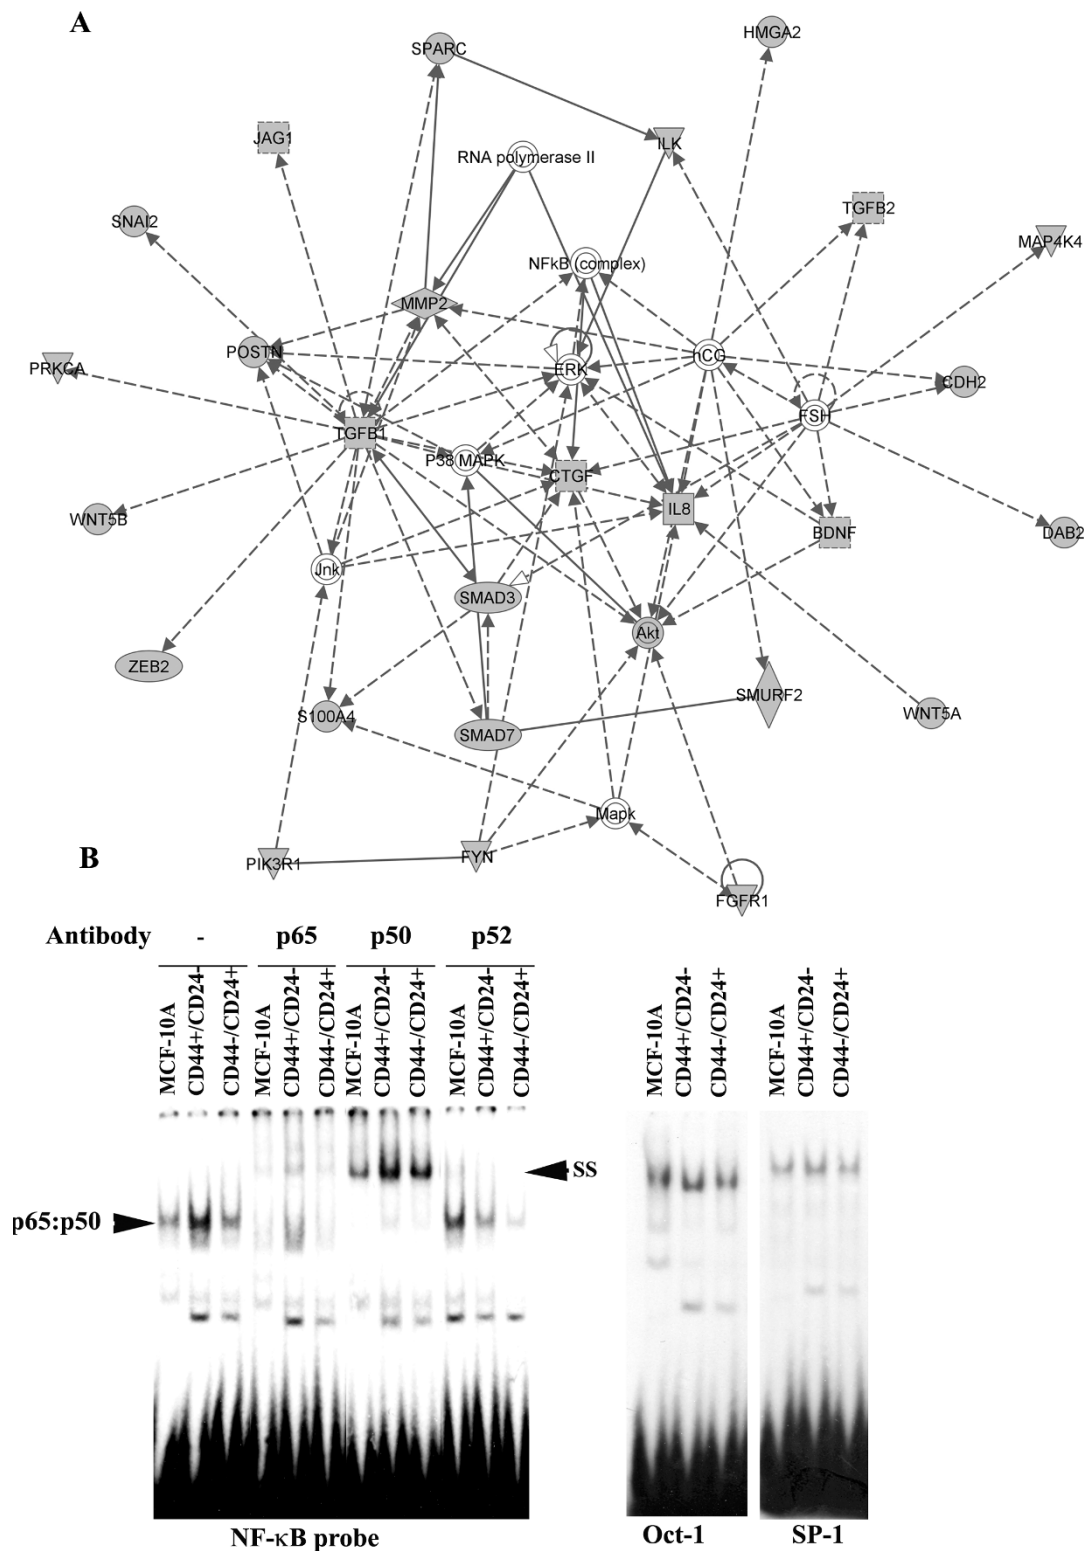 A
SPARC
HMGA2
JAG1
RNA polymerase II
ILK
SNAI2
TGFB2
MAP4K4
NFkB (complex)
MMP2
PRKCA
POSTN
ERK
hCG
CDH2
TGFB1
FSH
P38 MAPK
CTGF
WNT5B
IL8
BDNF
DAB2
Jnk
SMAD3
Akt
ZEB2
SMURF2
S100A4
SMAD7
WNT5A
Mapk
B
PIK3R1
FYN
FGFR1
Antibody - p65 p50 p52
MCF-10A CD44+/CD24- CD44-/CD24+ MCF-10A CD44+/CD24- CD44-/CD24+ MCF-10A CD44+/CD24- CD44-/CD24+ MCF-10A CD44+/CD24- CD44-/CD24+ MCF-10A CD44+/CD24- CD44-/CD24+ MCF-10A CD44+/CD24- CD44-/CD24+
SS
p65:p50
NF-κB probe
Oct-1
SP-1